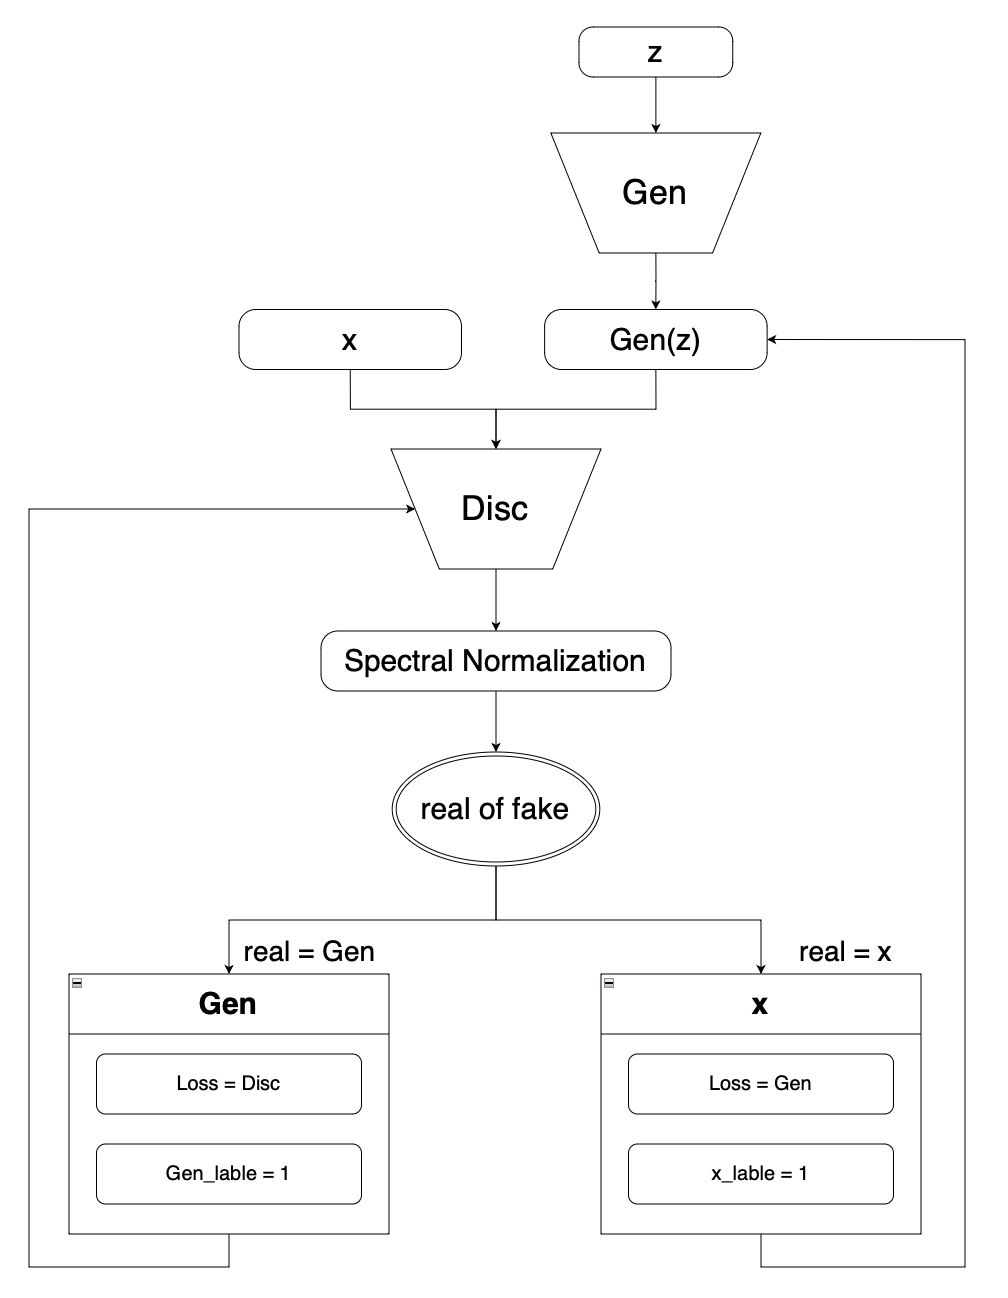 z
Gen
x
Gen(z)
Disc
Spectral Normalization
real of fake
real = Gen
real = x
Gen
x
Loss = Disc
Loss = Gen
Gen_lable = 1
x_lable = 1